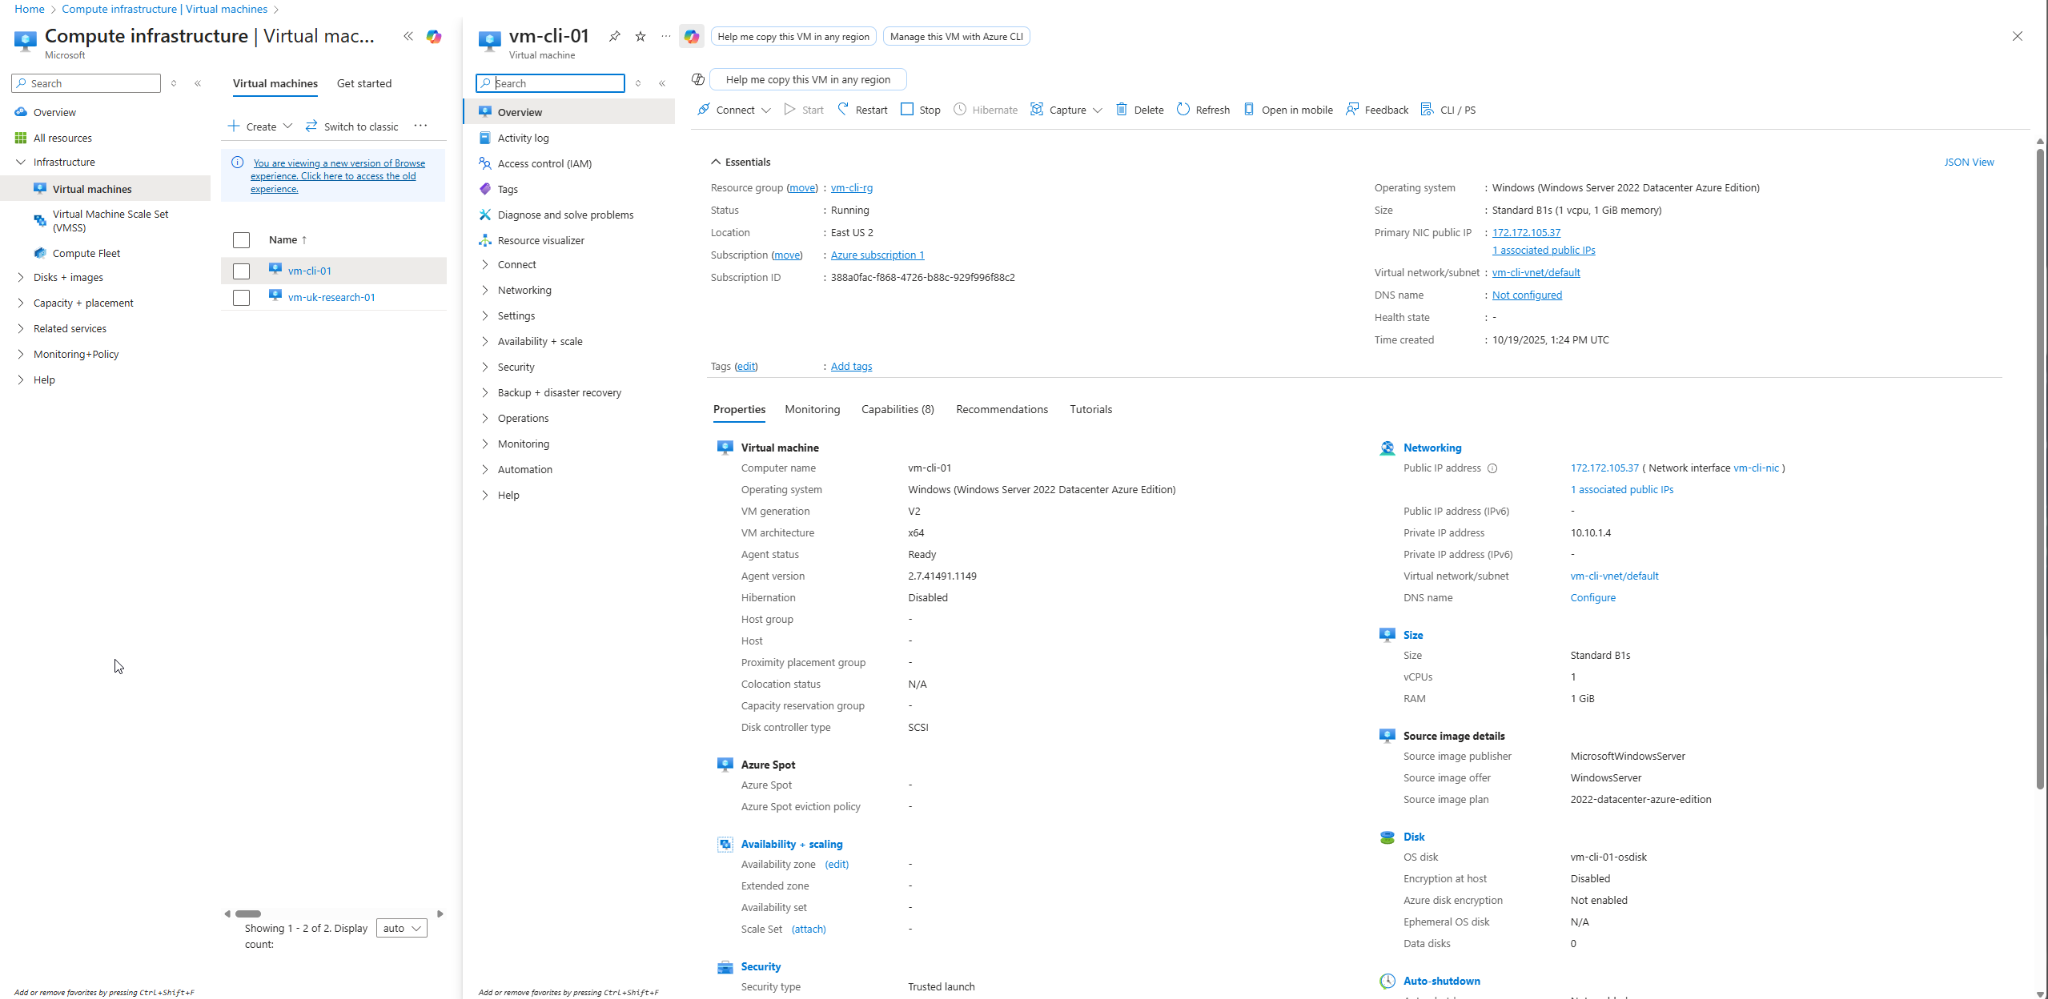 Home > Compute infrastructure | Virtual machines >
Compute infrastructure | Virtual mac...
Microsoft
Search
Overview
All resources
Infrastructure
Virtual machines
Virtual Machine Scale Set
(VMSS)
Compute Fleet
Disks + images
Capacity + placement
Related services
Monitoring+Policy
Help
Add or remove favorites by pressing Ctrl+Shift+F
Virtual machines Get started
Create Switch to classic ...
You are viewing a new version of Browse
experience. Click here to access the old
experience.
Name ↑
vm-cli-01
vm-uk-research-01
Showing 1 - 2 of 2. Display auto
count:
vm-cli-01
Virtual machine
Help me copy this VM in any region Manage this VM with Azure CLI
Search
Overview
Activity log
Access control (IAM)
Tags
Diagnose and solve problems
Resource visualizer
Connect
Networking
Settings
Availability + scale
Security
Backup + disaster recovery
Operations
Monitoring
Automation
Help
Add or remove favorites by pressing Ctrl+Shift+F
Help me copy this VM in any region
Connect Start Restart Stop Hibernate Capture Delete Refresh Open in mobile Feedback CLI / PS
Essentials
JSON View
Resource group (move) : vm-cli-rg
Status : Running
Location : East US 2
Subscription (move) : Azure subscription 1
Subscription ID : 388a0fac-f868-4726-b88c-929f996f88c2
Operating system : Windows (Windows Server 2022 Datacenter Azure Edition)
Size : Standard B1s (1 vcpu, 1 GiB memory)
Primary NIC public IP : 172.172.105.37
1 associated public IPs
Virtual network/subnet : vm-cli-vnet/default
DNS name : Not configured
Health state : -
Time created : 10/19/2025, 1:24 PM UTC
Tags (edit) : Add tags
Properties Monitoring Capabilities (8) Recommendations Tutorials
Virtual machine
Computer name vm-cli-01
Operating system Windows (Windows Server 2022 Datacenter Azure Edition)
VM generation V2
VM architecture x64
Agent status Ready
Agent version 2.7.41491.1149
Hibernation Disabled
Host group -
Host -
Proximity placement group -
Colocation status N/A
Capacity reservation group -
Disk controller type SCSI
Azure Spot
Azure Spot -
Azure Spot eviction policy -
Availability + scaling
Availability zone (edit) -
Extended zone -
Availability set -
Scale Set (attach) -
Security
Security type Trusted launch
Networking
Public IP address 172.172.105.37 ( Network interface vm-cli-nic )
1 associated public IPs
Public IP address (IPv6) -
Private IP address 10.10.1.4
Private IP address (IPv6) -
Virtual network/subnet vm-cli-vnet/default
DNS name Configure
Size
Size Standard B1s
vCPUs 1
RAM 1 GiB
Source image details
Source image publisher MicrosoftWindowsServer
Source image offer WindowsServer
Source image plan 2022-datacenter-azure-edition
Disk
OS disk vm-cli-01-osdisk
Encryption at host Disabled
Azure disk encryption Not enabled
Ephemeral OS disk N/A
Data disks 0
Auto-shutdown